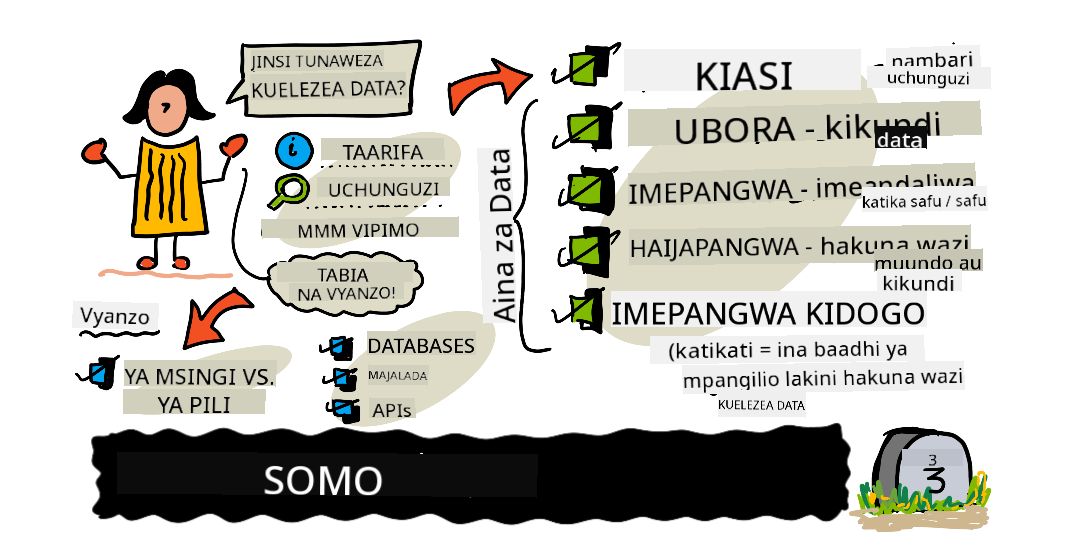 JINSI TUNAWEZA
KUELEZEA DATA?
TAARIFA
UCHUNGUZI
MMM VIPIMO
TABIA
NA VYANZO!
Vyanzo
YA MSINGI VS.
YA PILI
DATABASES
MAJALADA
APIs
Aina za Data
KIASI
nambari
uchunguzi
UBORA - kikundi
data
IMEPANGWA - imeandaliwa
katika safu / safu
HAIJAPANGWA - hakuna wazi
muundo au
kikundi
IMEPANGWA KIDOGO
(katikati = ina baadhi ya
mpangilio lakini hakuna wazi
KUELEZEA DATA
SOMO
3
3